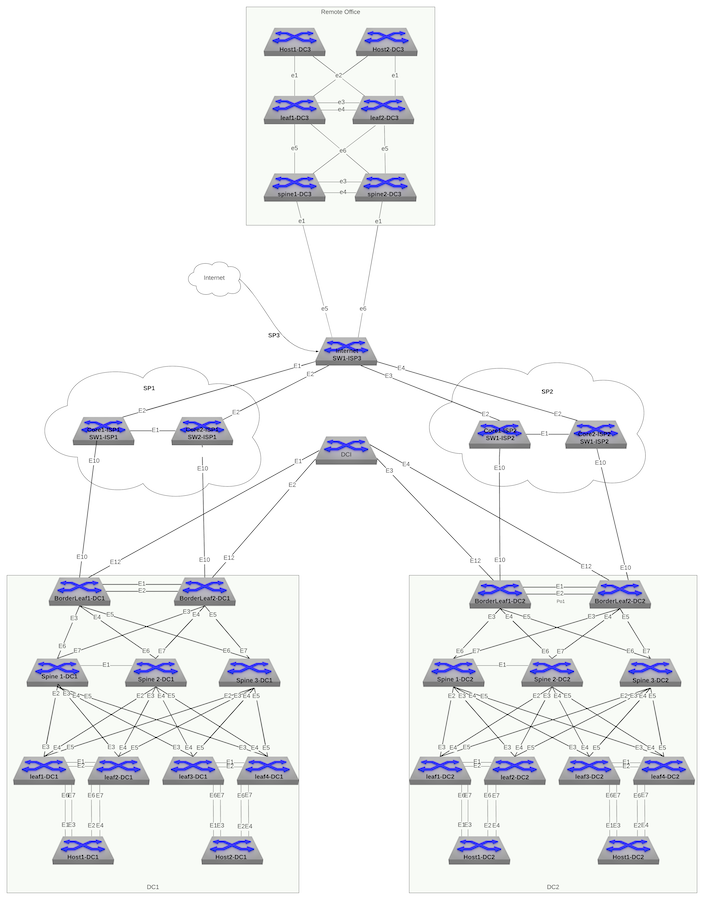 Remote Office
Host1-DC3 Host2-DC3
e1 e2 e1
e3
leaf1-DC3 e4 leaf2-DC3
e5 e6 e5
e3
spine1-DC3 e4 spine2-DC3
e1 e1
Internet
e5 e6
SP3
Internet
SW1-ISP3
E1 E2 E3 E4
SP1 SP2
E2 E2 E2 E2
E1 E1
SW1-ISP1 SW2-ISP1 SW1-ISP2 SW1-ISP2
DCI
E10 E10 E1 E2 E3 E4 E10 E10
E10 E12 E10 E12 E12 E10 E12 E10
E1 E1
E2 E2
BorderLeaf1-DC1 BorderLeaf2-DC1 BorderLeaf1-DC2 Po1 BorderLeaf2-DC2
E3 E4 E5 E3 E4 E5 E3 E4 E5 E3 E4 E5
E6 E7 E6 E7 E6 E7 E6 E7 E6 E7 E6 E7
E1 E1
Spine 1-DC1 Spine 2-DC1 Spine 3-DC1 Spine 1-DC2 Spine 2-DC2 Spine 3-DC2
E2 E3 E4 E5 E2 E3 E4 E5 E2 E3 E4 E5 E2 E3 E4 E5 E2 E3 E4 E5 E2 E3 E4 E5
E3 E4 E5 E3 E4 E5 E3 E4 E5 E3 E4 E5 E3 E4 E5 E3 E4 E5 E3 E4 E5 E3 E4 E5
E1 E1 E1 E1
E2 E2 E2 E2
leaf1-DC1 leaf2-DC1 leaf3-DC1 leaf4-DC1 leaf1-DC2 leaf2-DC2 leaf3-DC2 leaf4-DC2
E6 E7 E6 E7 E6 E7 E6 E7 E6 E7 E6 E7 E6 E7 E6 E7
E1 E3 E2 E4 E1 E3 E2 E4 E1 E3 E2 E4 E1 E3 E2 E4
Host1-DC1 Host2-DC1 Host1-DC2 Host1-DC2
DC1 DC2